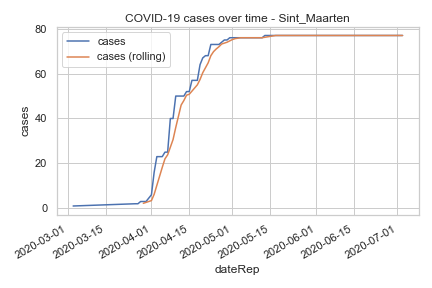 COVID-19 cases over time - Sint_Maarten
cases
cases (rolling)
80
60
40
20
0
cases
2020-03-01
2020-03-15
2020-04-01
2020-04-15
2020-05-01
2020-05-15
2020-06-01
2020-06-15
2020-07-01
dateRep